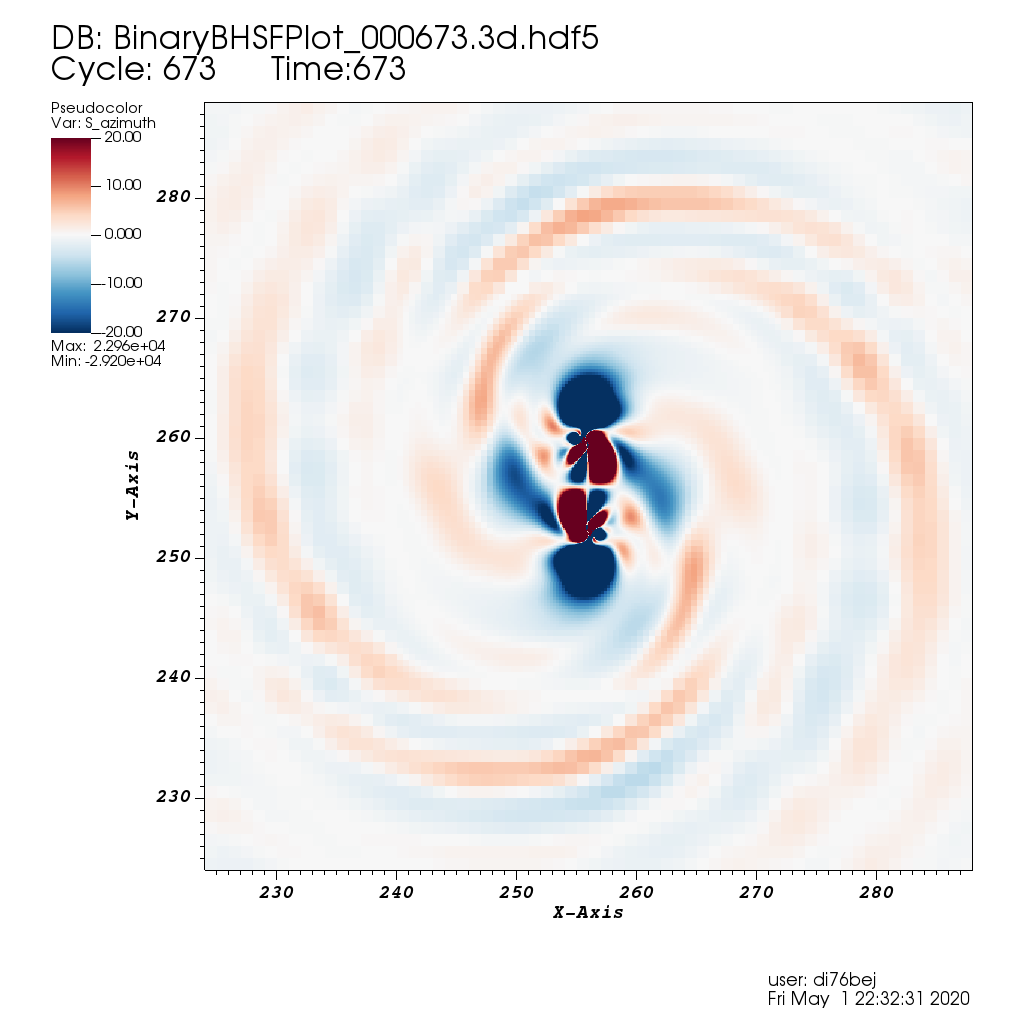 DB: BinaryBHSFPlot_000673.3d.hdf5
Cycle: 673 Time:673
Pseudocolor
Var: S_azimuth
20.00
10.00
0.000
-10.00
-20.00
Max: 2.296e+04
Min: -2.920e+04
280
270
260
250
240
230
Y-Axis
230 240 250 260 270 280
X-Axis
user: di76bej
Fri May 1 22:32:31 2020